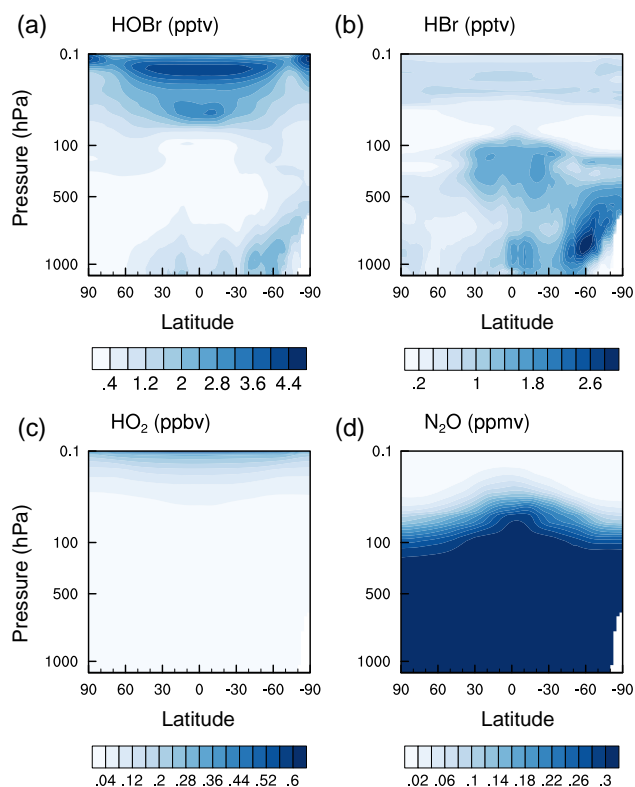 (a) HOBr (pptv)
0.1
100
500
1000
Pressure (hPa)
90 60 30 0 -30 -60 -90
Latitude
.4 1.2 2 2.8 3.6 4.4
(b) HBr (pptv)
0.1
100
500
1000
90 60 30 0 -30 -60 -90
Latitude
.2 1 1.8 2.6
(c) HO₂ (ppbv)
0.1
100
500
1000
Pressure (hPa)
90 60 30 0 -30 -60 -90
Latitude
.04 .12 .2 .28 .36 .44 .52 .6
(d) N₂O (ppmv)
0.1
100
500
1000
90 60 30 0 -30 -60 -90
Latitude
.02 .06 .1 .14 .18 .22 .26 .3